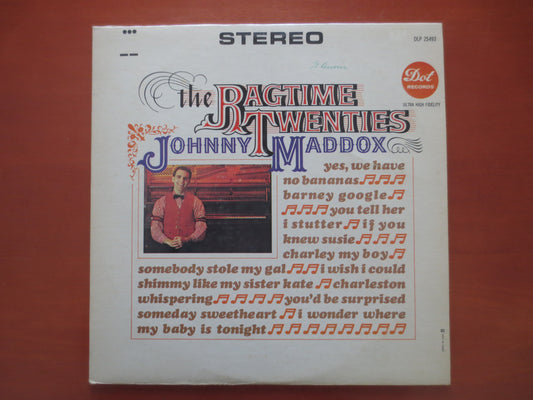 STEREO
DLP 25493
Dot
RECORDS
ULTRA HIGH FIDELITY
the RAGTIME
TWENTIES
JOHNNY MADDOX
yes, we have
no bananas
barney google
you tell her
i stutter if you
knew susie
charley my boy
somebody stole my gal i wish i could
shimmy like my sister kate charleston
whispering you'd be surprised
someday sweetheart i wonder where
my baby is tonight